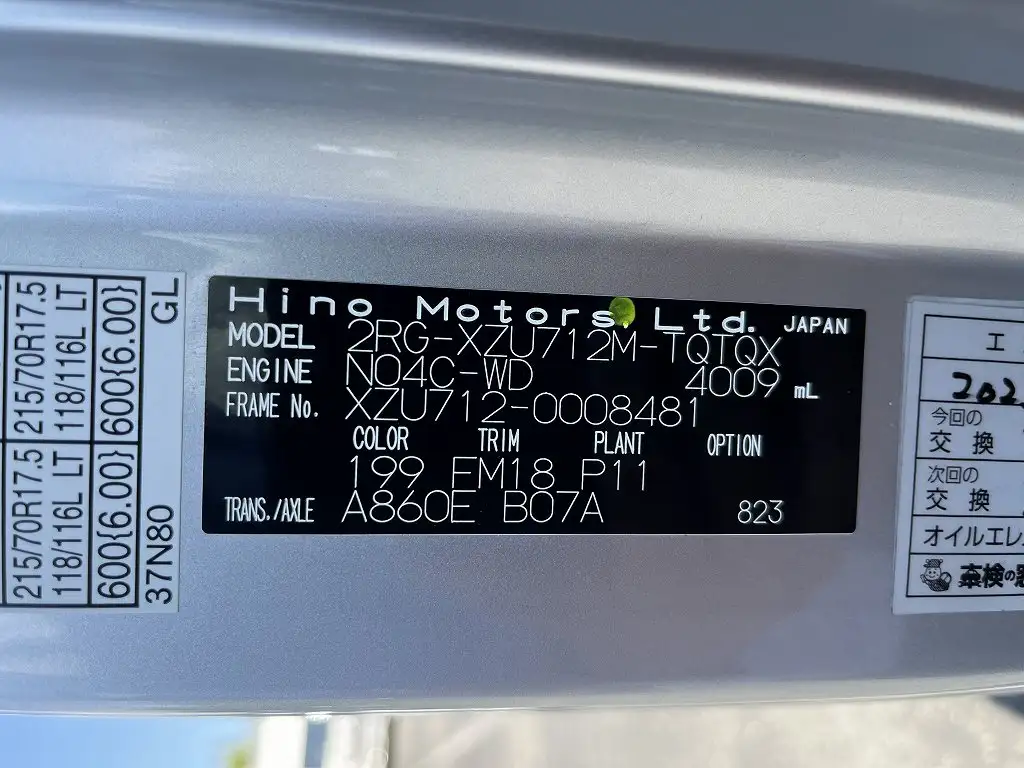 Hino Motors, Ltd. JAPAN
MODEL 2RG-XZU712M-TQTQX
ENGINE N04C-WD 4009 mL
FRAME No. XZU712-0008481
COLOR TRIM PLANT OPTION
199 FM18 P11
TRANS./AXLE A860E B07A 823
215/70R17.5 215/70R17.5
118/116L LT 118/116L LT
600{6.00} 600{6.00}
37N80 GL
エ
202
今回の
交換
次回の
交換
オイルエレ
車検の